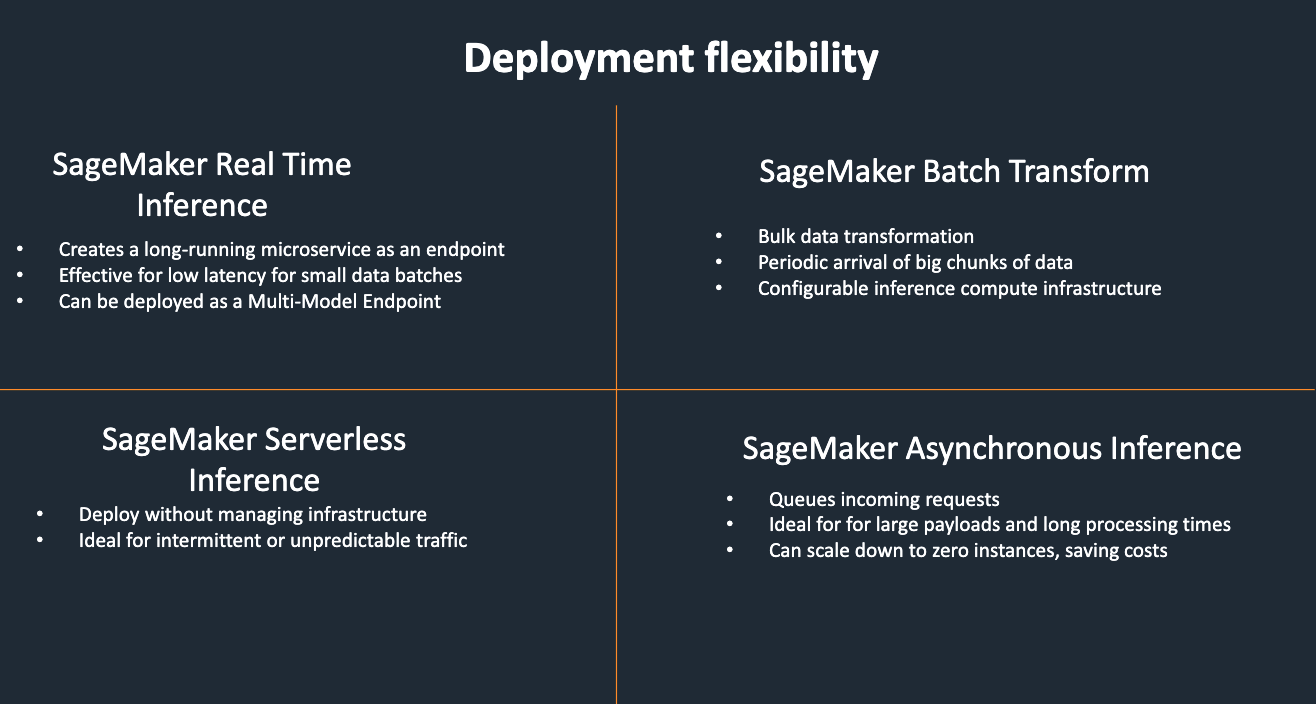 Deployment flexibility
SageMaker Real Time
Inference
• Creates a long-running microservice as an endpoint
• Effective for low latency for small data batches
• Can be deployed as a Multi-Model Endpoint
SageMaker Batch Transform
• Bulk data transformation
• Periodic arrival of big chunks of data
• Configurable inference compute infrastructure
SageMaker Serverless
Inference
• Deploy without managing infrastructure
• Ideal for intermittent or unpredictable traffic
SageMaker Asynchronous Inference
• Queues incoming requests
• Ideal for for large payloads and long processing times
• Can scale down to zero instances, saving costs